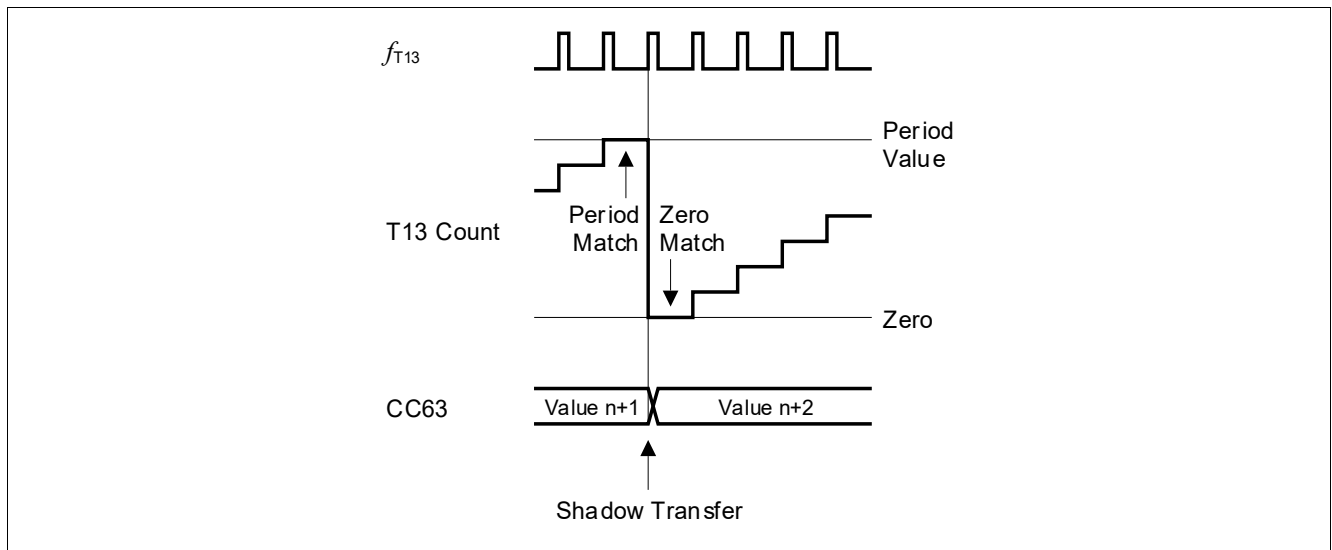 fT13
Period
Value
T13 Count
Period
Match
Zero
Match
Zero
CC63
Value n+1
Value n+2
Shadow Transfer